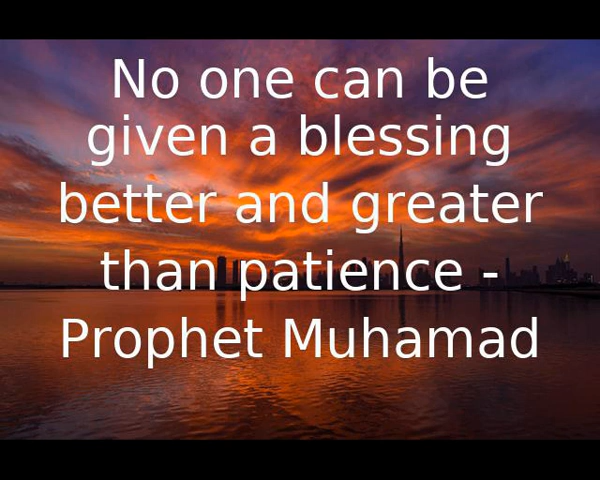 No one can be
given a blessing
better and greater
than patience -
Prophet Muhamad